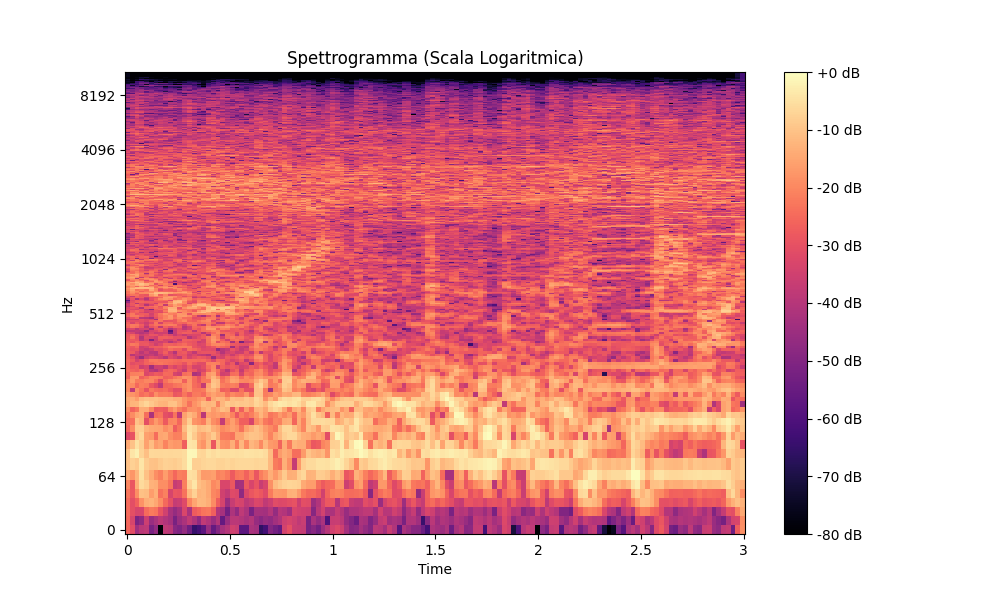 Spettrogramma (Scala Logaritmica)
8192
4096
2048
1024
512
256
128
64
0
Hz
0
0.5
1
1.5
2
2.5
3
Time
+0 dB
-10 dB
-20 dB
-30 dB
-40 dB
-50 dB
-60 dB
-70 dB
-80 dB